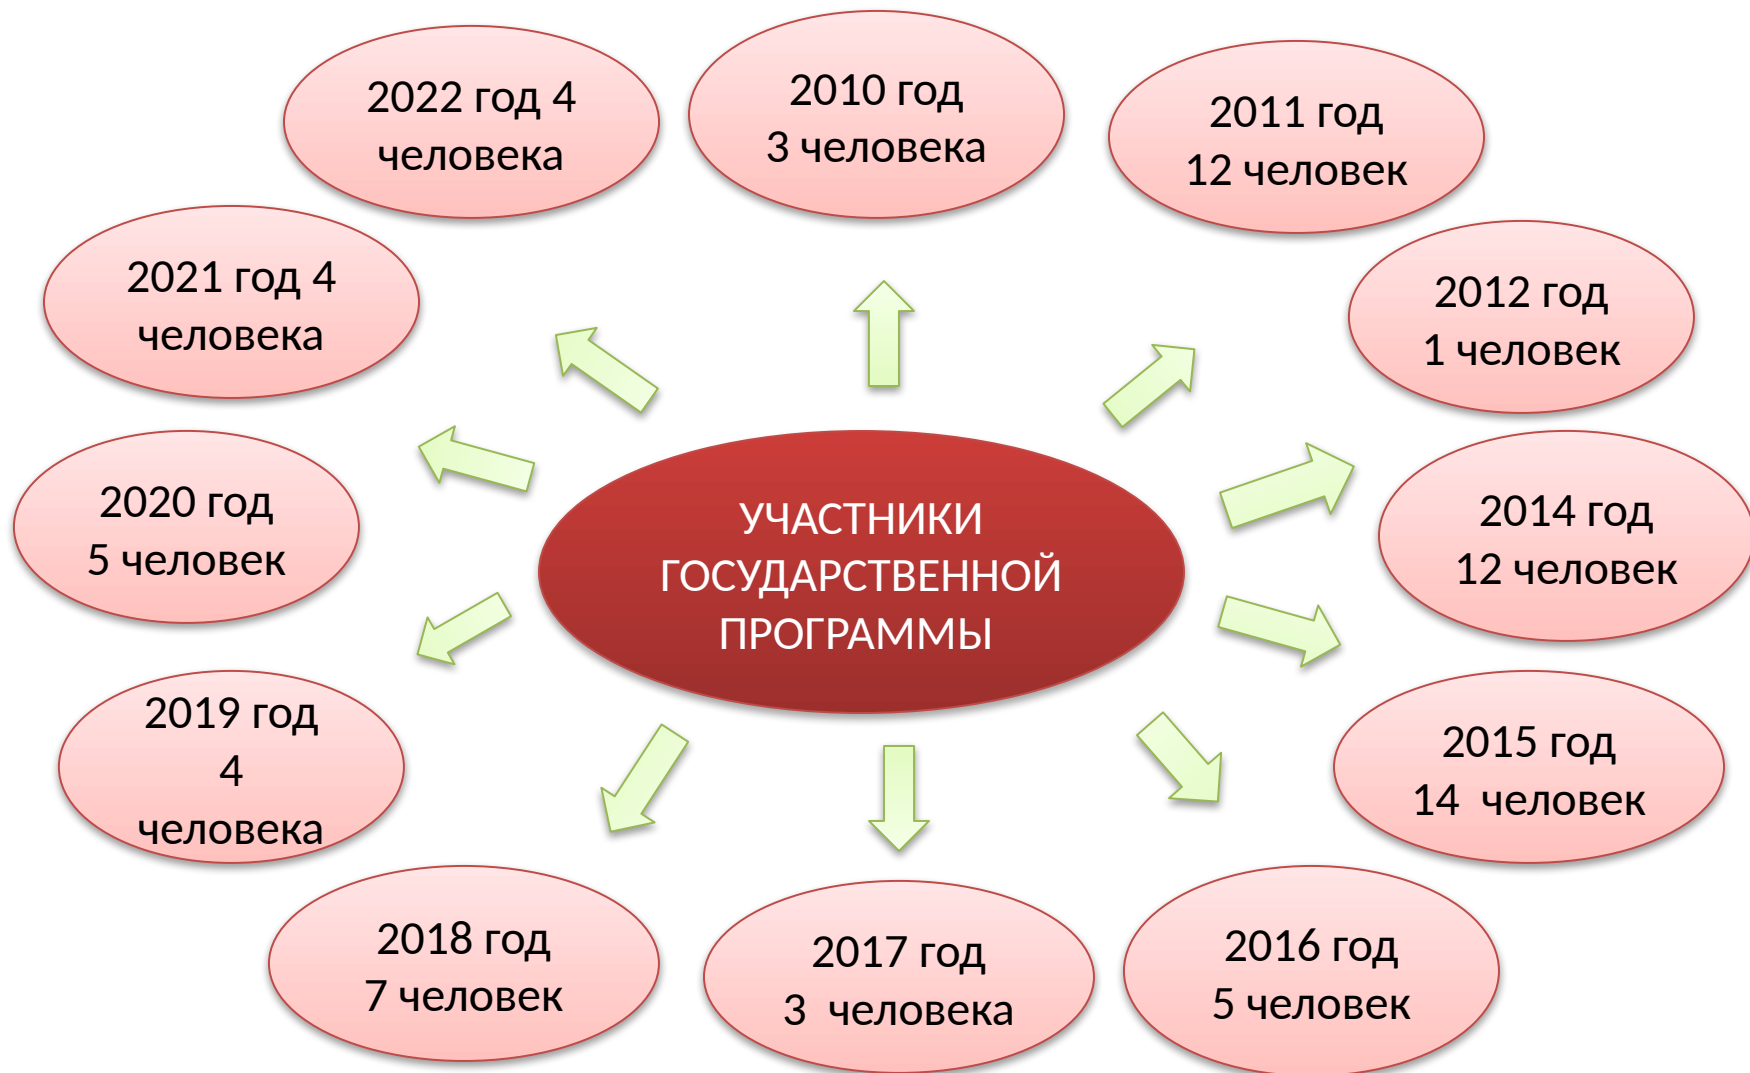 2022 год 4
человека
2010 год
3 человека
2011 год
12 человек
2021 год 4
человека
2012 год
1 человек
2020 год
5 человек
УЧАСТНИКИ
ГОСУДАРСТВЕННОЙ
ПРОГРАММЫ
2014 год
12 человек
2019 год
4
человека
2015 год
14  человек
2018 год
7 человек
2017 год
3  человека
2016 год
5 человек